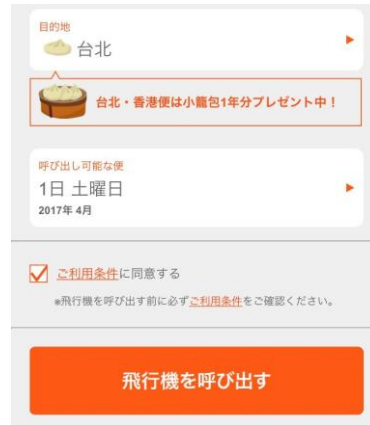 目的地
台北
台北・香港便は小籠包1年分プレゼント中！
呼び出し可能な便
1日 土曜日
2017年 4月
ご利用条件に同意する
※飛行機を呼び出す前に必ずご利用条件をご確認ください。
飛行機を呼び出す